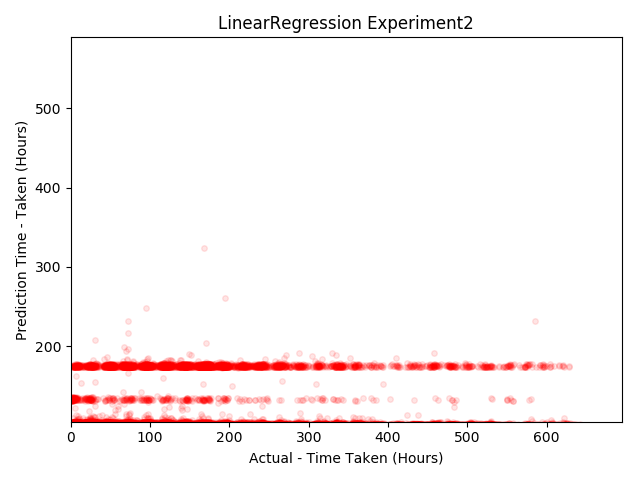 LinearRegression Experiment2
Prediction Time - Taken (Hours)
500
400
300
200
0 100 200 300 400 500 600
Actual - Time Taken (Hours)